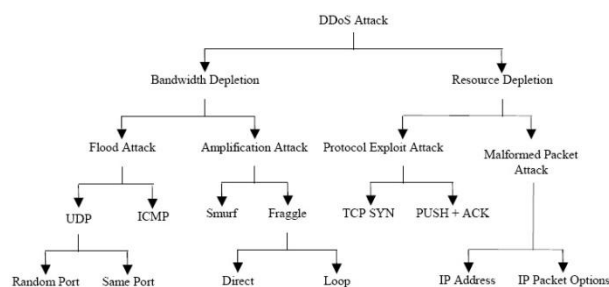 DDoS Attack
Bandwidth Depletion
Resource Depletion
Flood Attack
Amplification Attack
Protocol Exploit Attack
Malformed Packet
Attack
UDP
ICMP
Smurf
Fraggle
TCP SYN
PUSH + ACK
Random Port
Same Port
Direct
Loop
IP Address
IP Packet Options